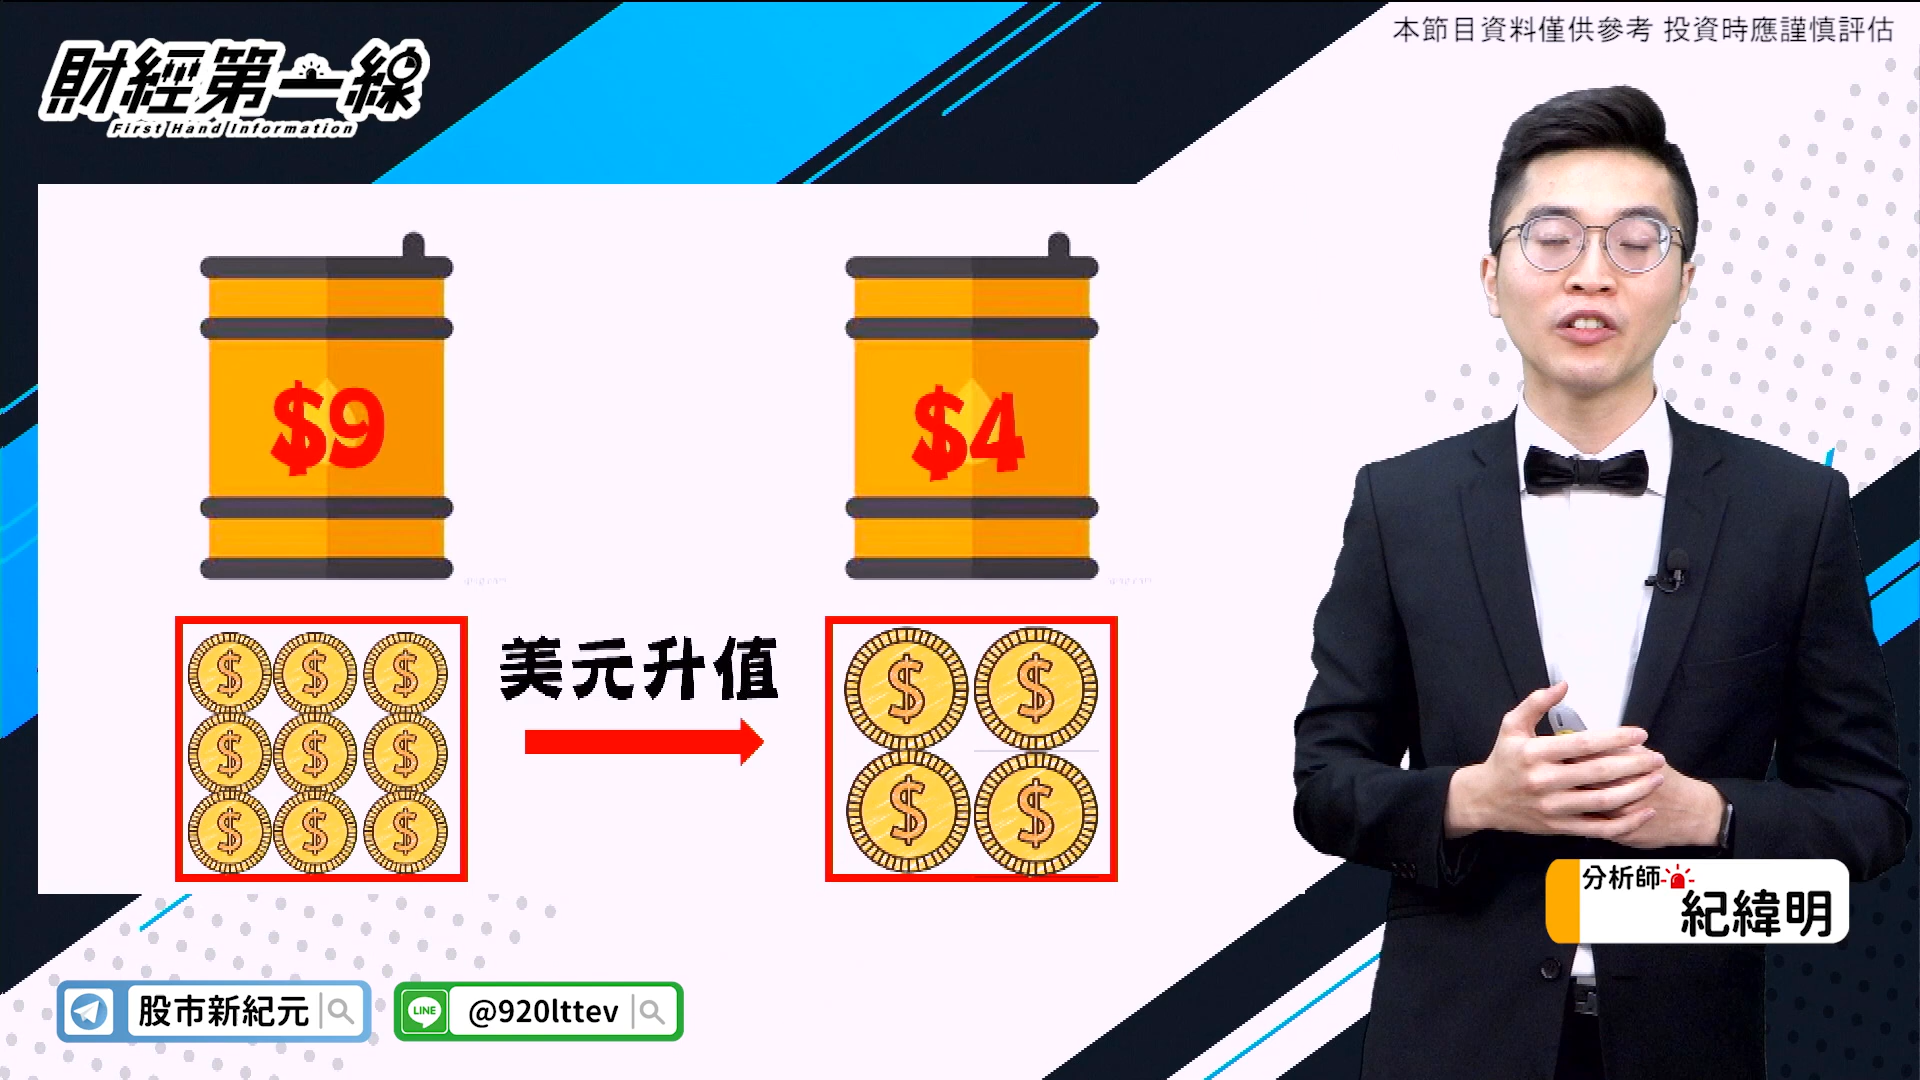 本節目資料僅供參考 投資時應謹慎評估
財經第一線
First Hand Information
$9
$4
美元升值
分析師
紀緯明
股市新紀元
LINE
@920lttev